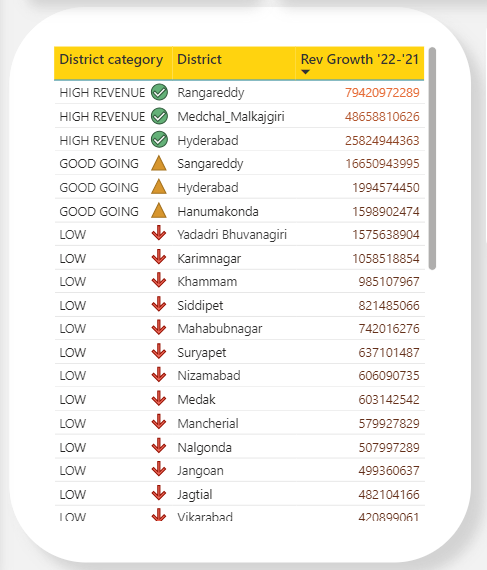 District category District Rev Growth '22-'21
HIGH REVENUE Rangareddy 79420972289
HIGH REVENUE Medchal_Malkajgiri 48658810626
HIGH REVENUE Hyderabad 25824944363
GOOD GOING Sangareddy 16650943995
GOOD GOING Hyderabad 1994574450
GOOD GOING Hanumakonda 1598902474
LOW Yadadri Bhuvanagiri 1575638904
LOW Karimnagar 1058518854
LOW Khammam 985107967
LOW Siddipet 821485066
LOW Mahabubnagar 742016276
LOW Suryapet 637101487
LOW Nizamabad 606090735
LOW Medak 603142542
LOW Mancherial 579927829
LOW Nalgonda 507997289
LOW Jangoan 499360637
LOW Jagtial 482104166
LOW Vikarabad 420899061